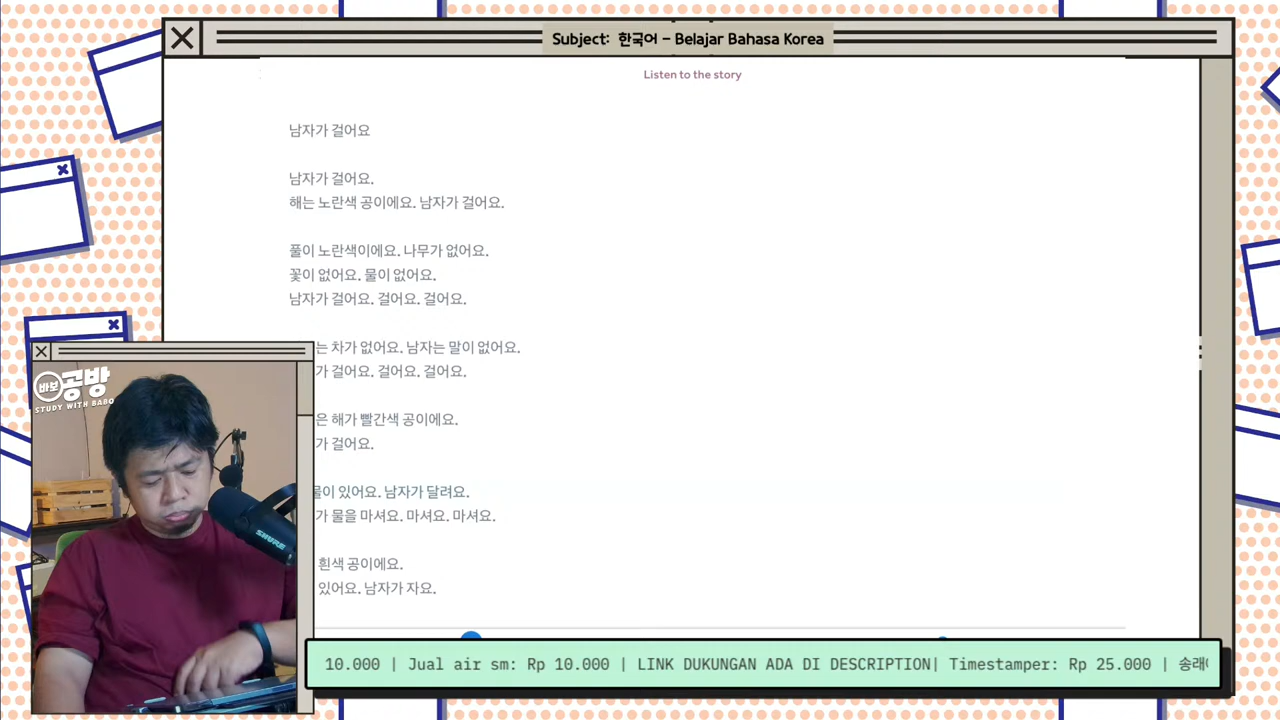 Subject: 한국어 – Belajar Bahasa Korea
Listen to the story
남자가 걸어요
남자가 걸어요.
해는 노란색 공이에요. 남자가 걸어요.
풀이 노란색이에요. 나무가 없어요.
꽃이 없어요. 물이 없어요.
남자가 걸어요. 걸어요. 걸어요.
는 차가 없어요. 남자는 말이 없어요.
가 걸어요. 걸어요. 걸어요.
은 해가 빨간색 공이에요.
가 걸어요.
물이 있어요. 남자가 달려요.
가 물을 마셔요. 마셔요. 마셔요.
흰색 공이에요.
있어요. 남자가 자요.
바보 공방
STUDY WITH BABO
SHURE
10.000 | Jual air sm: Rp 10.000 | LINK DUKUNGAN ADA DI DESCRIPTION| Timestamper: Rp 25.000 | 송래